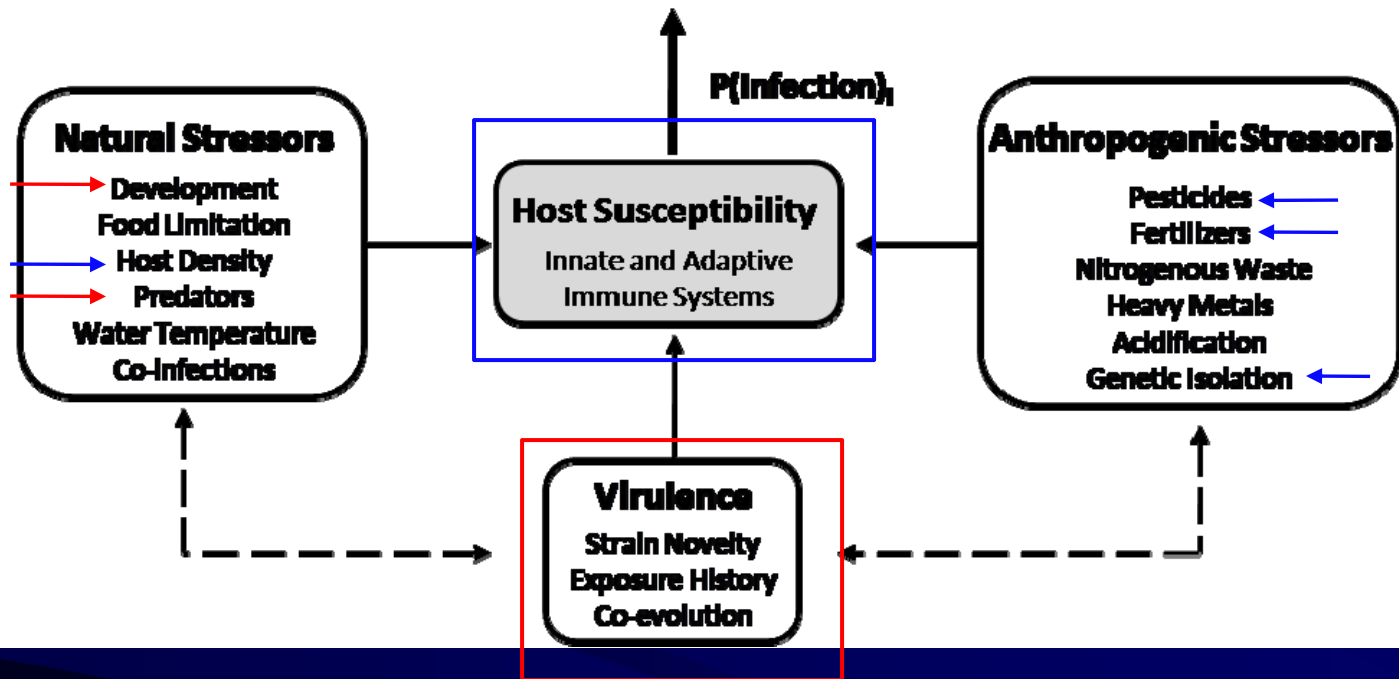 P(Infection)I
Natural Stressors
Development
Food Limitation
Host Density
Predators
Water Temperature
Co-infections
Host Susceptibility
Innate and Adaptive
Immune Systems
Anthropogenic Stressors
Pesticides
Fertilizers
Nitrogenous Waste
Heavy Metals
Acidification
Genetic Isolation
Virulence
Strain Novelty
Exposure History
Co-evolution